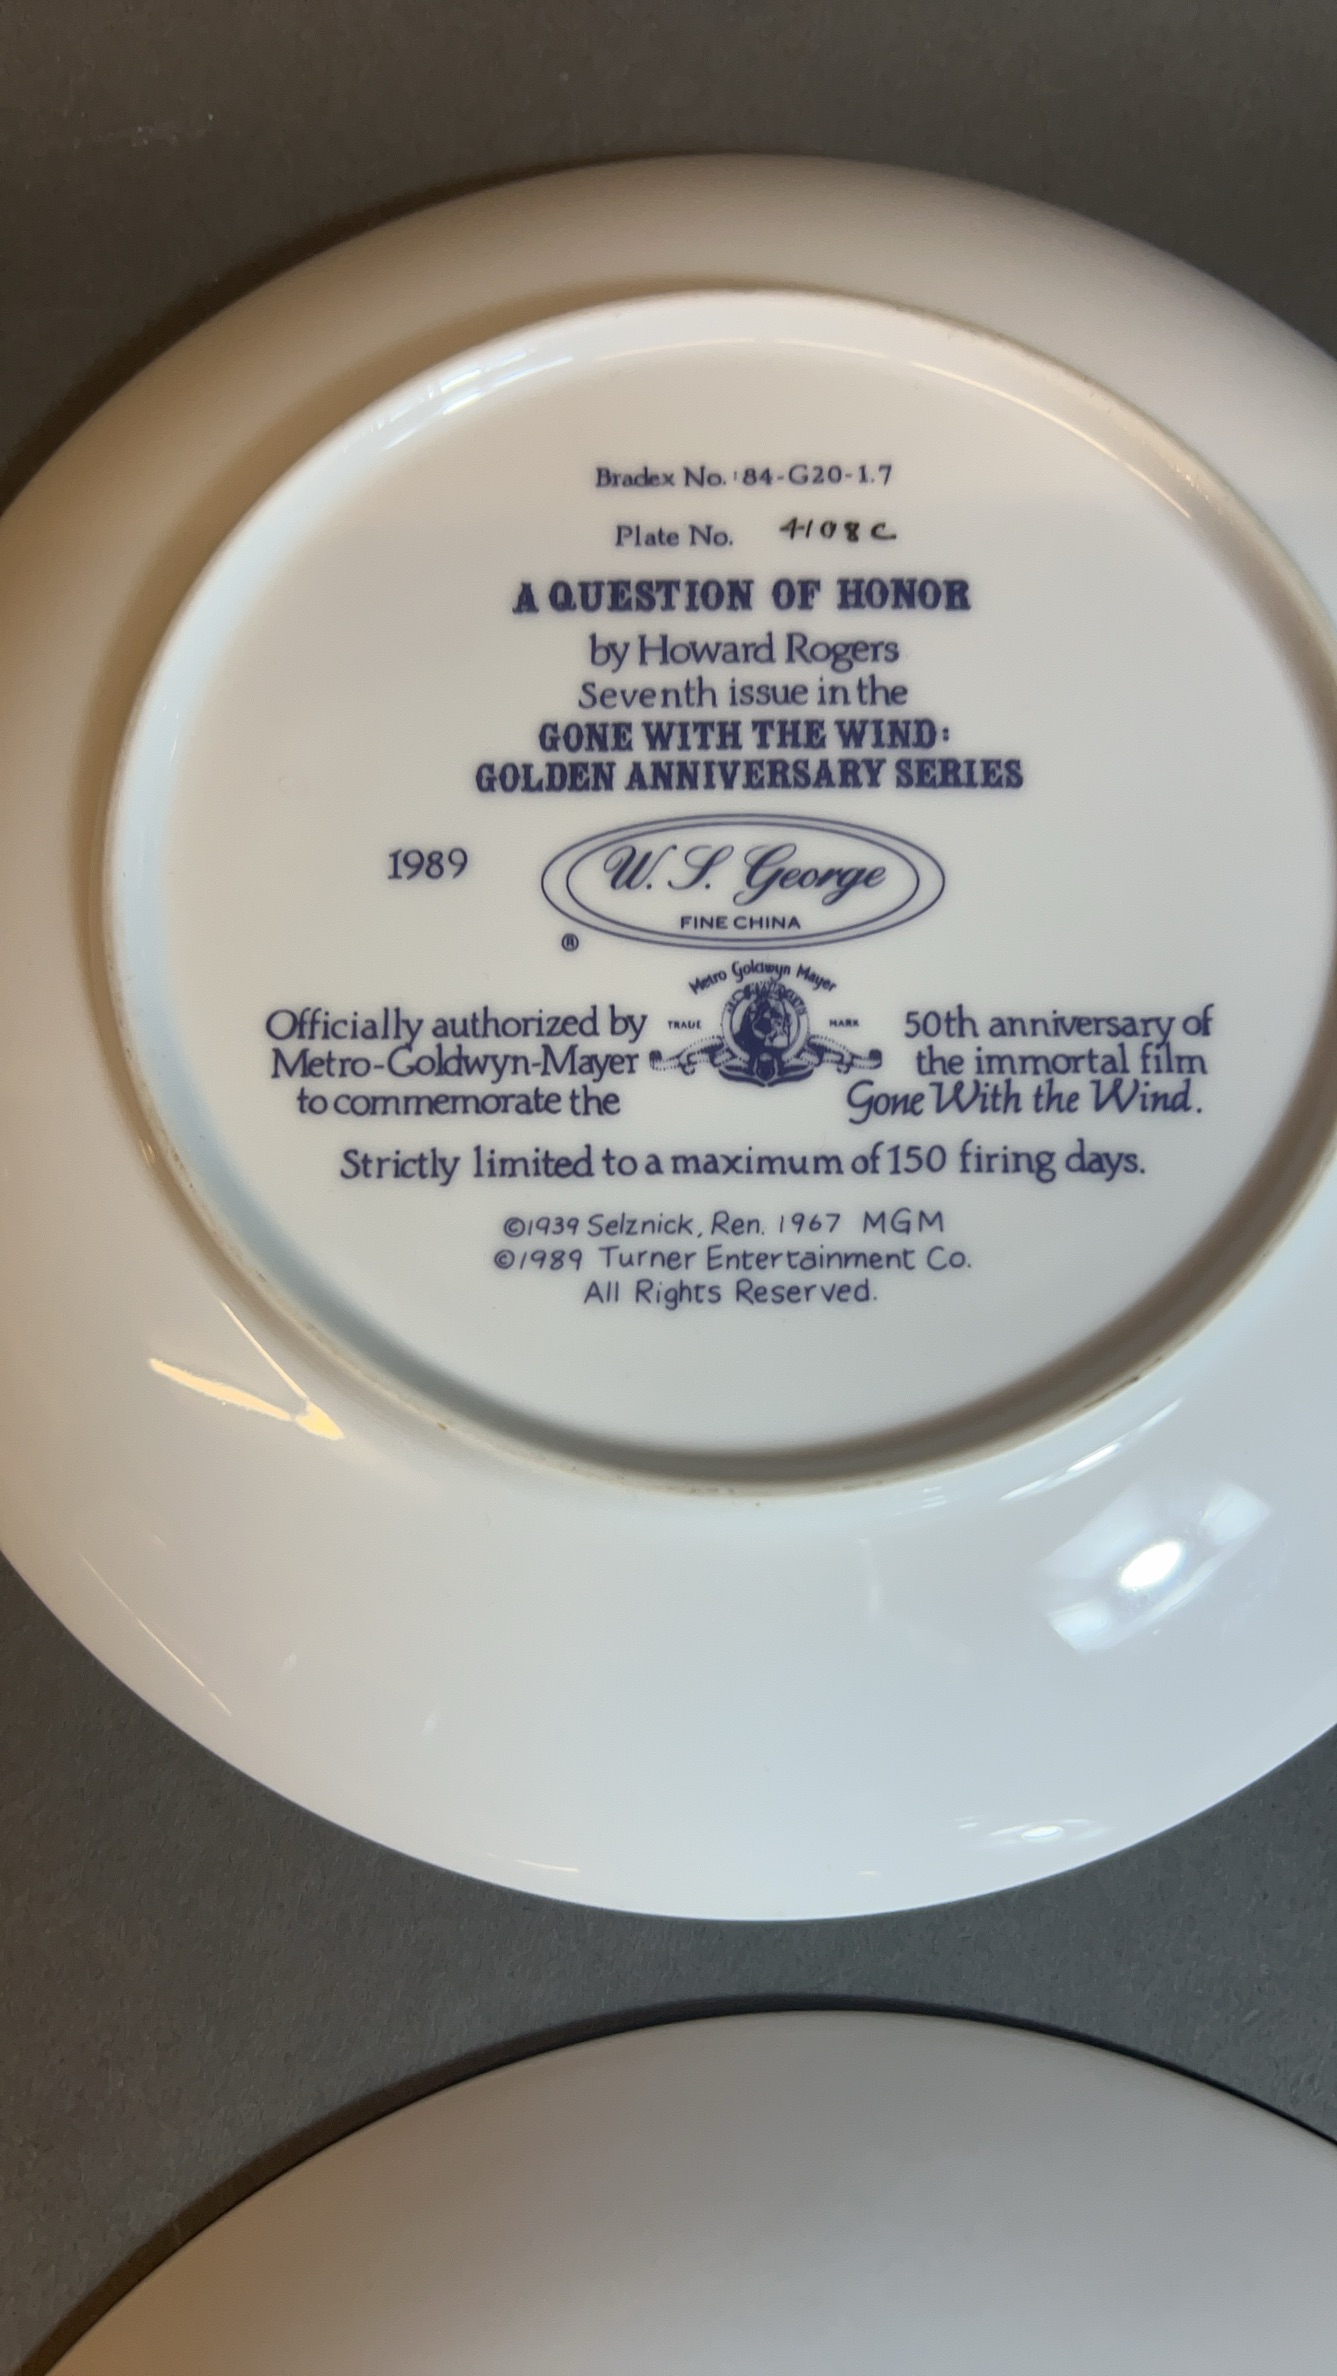 Bradex No.: 84-G20-1.7
Plate No. 4108C
A QUESTION OF HONOR
by Howard Rogers
Seventh issue in the
GONE WITH THE WIND:
GOLDEN ANNIVERSARY SERIES
1989
W. S. George
FINE CHINA
®
Metro Goldwyn Mayer
TRADE MARK
Officially authorized by
Metro-Goldwyn-Mayer
to commemorate the
50th anniversary of
the immortal film
Gone With the Wind.
Strictly limited to a maximum of 150 firing days.
©1939 Selznick, Ren. 1967 MGM
©1989 Turner Entertainment Co.
All Rights Reserved.